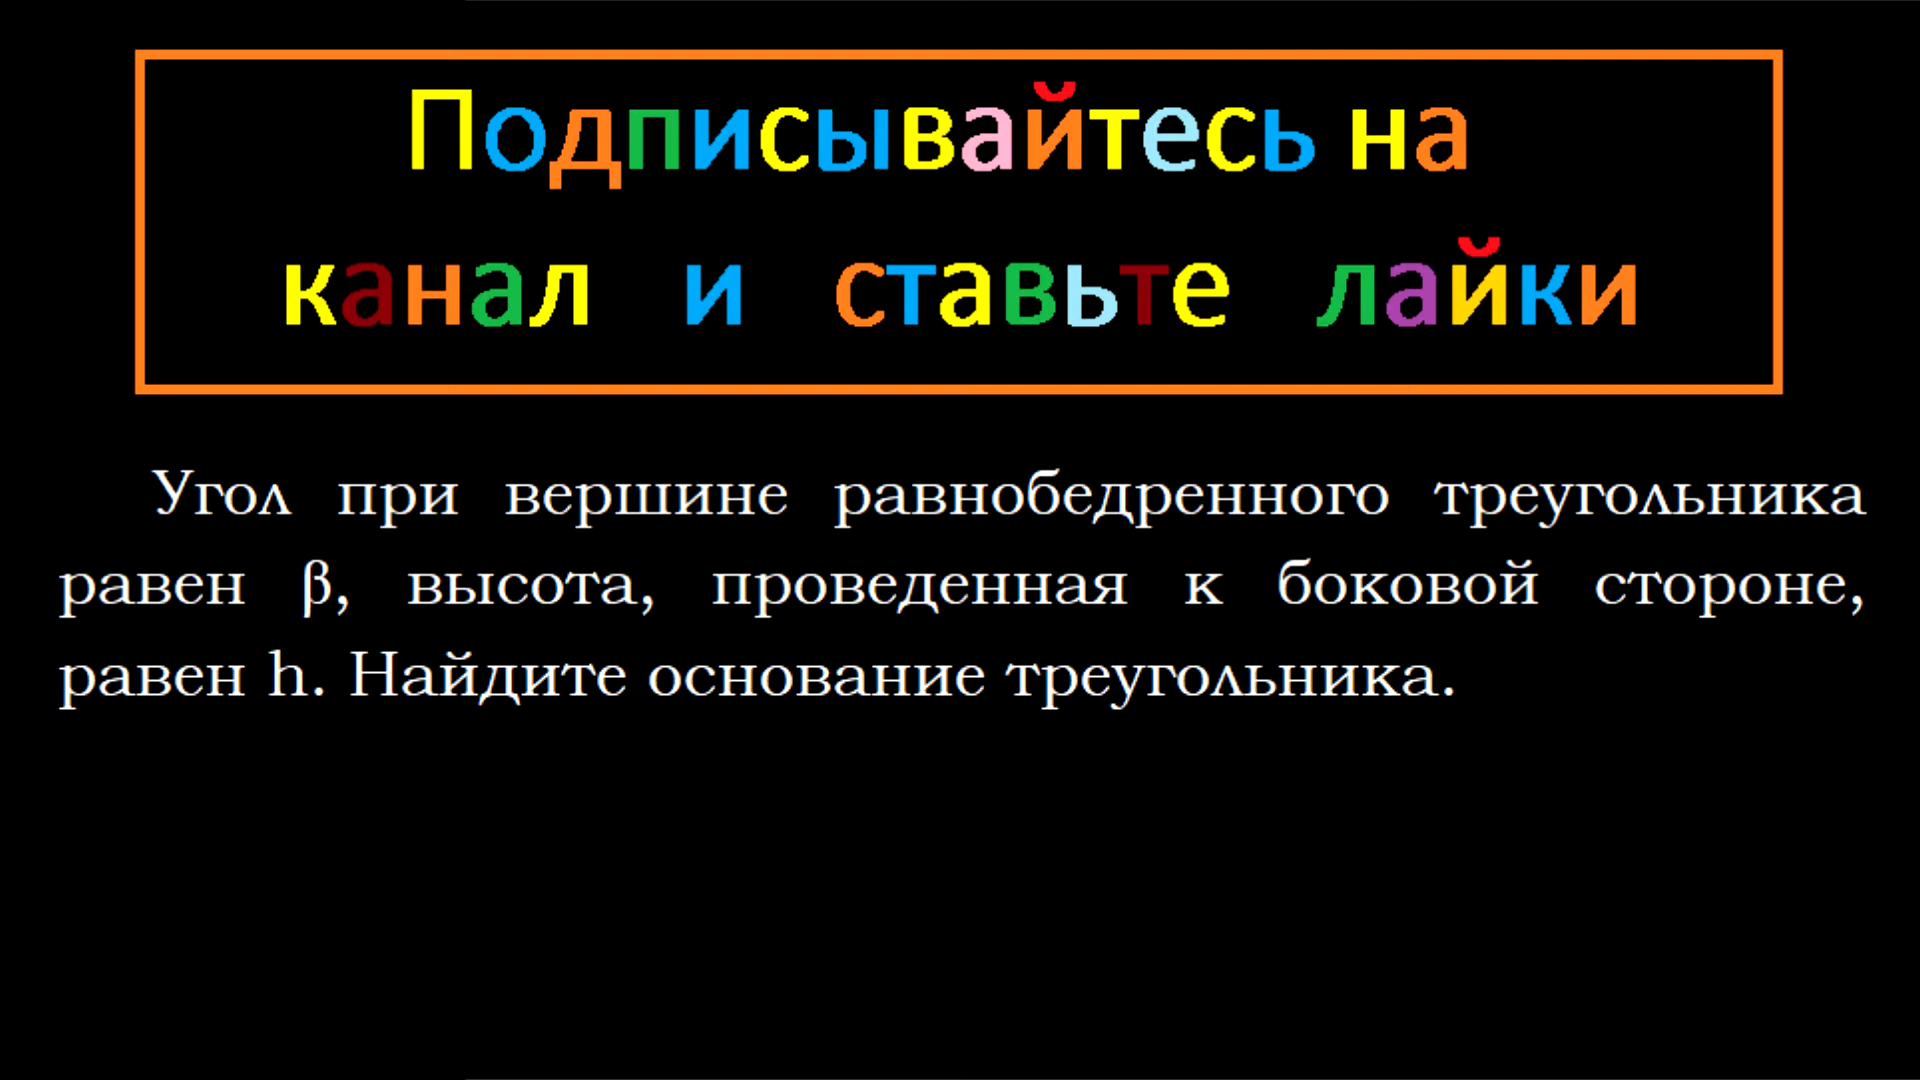 Подписывайтесь на
канал и ставьте лайки
Угол при вершине равнобедренного треугольника
равен β, высота, проведенная к боковой стороне,
равен h. Найдите основание треугольника.